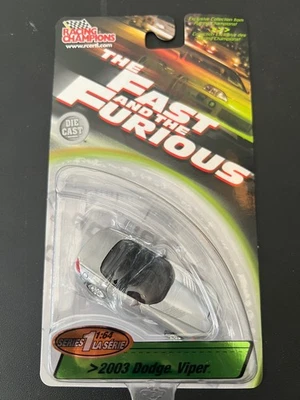 RACING
CHAMPIONS
www.rcertl.com
THE FAST
AND THE
FURIOUS
DIE
CAST
SERIES 1 1:64
LA SÉRIE
>2003 Dodge Viper